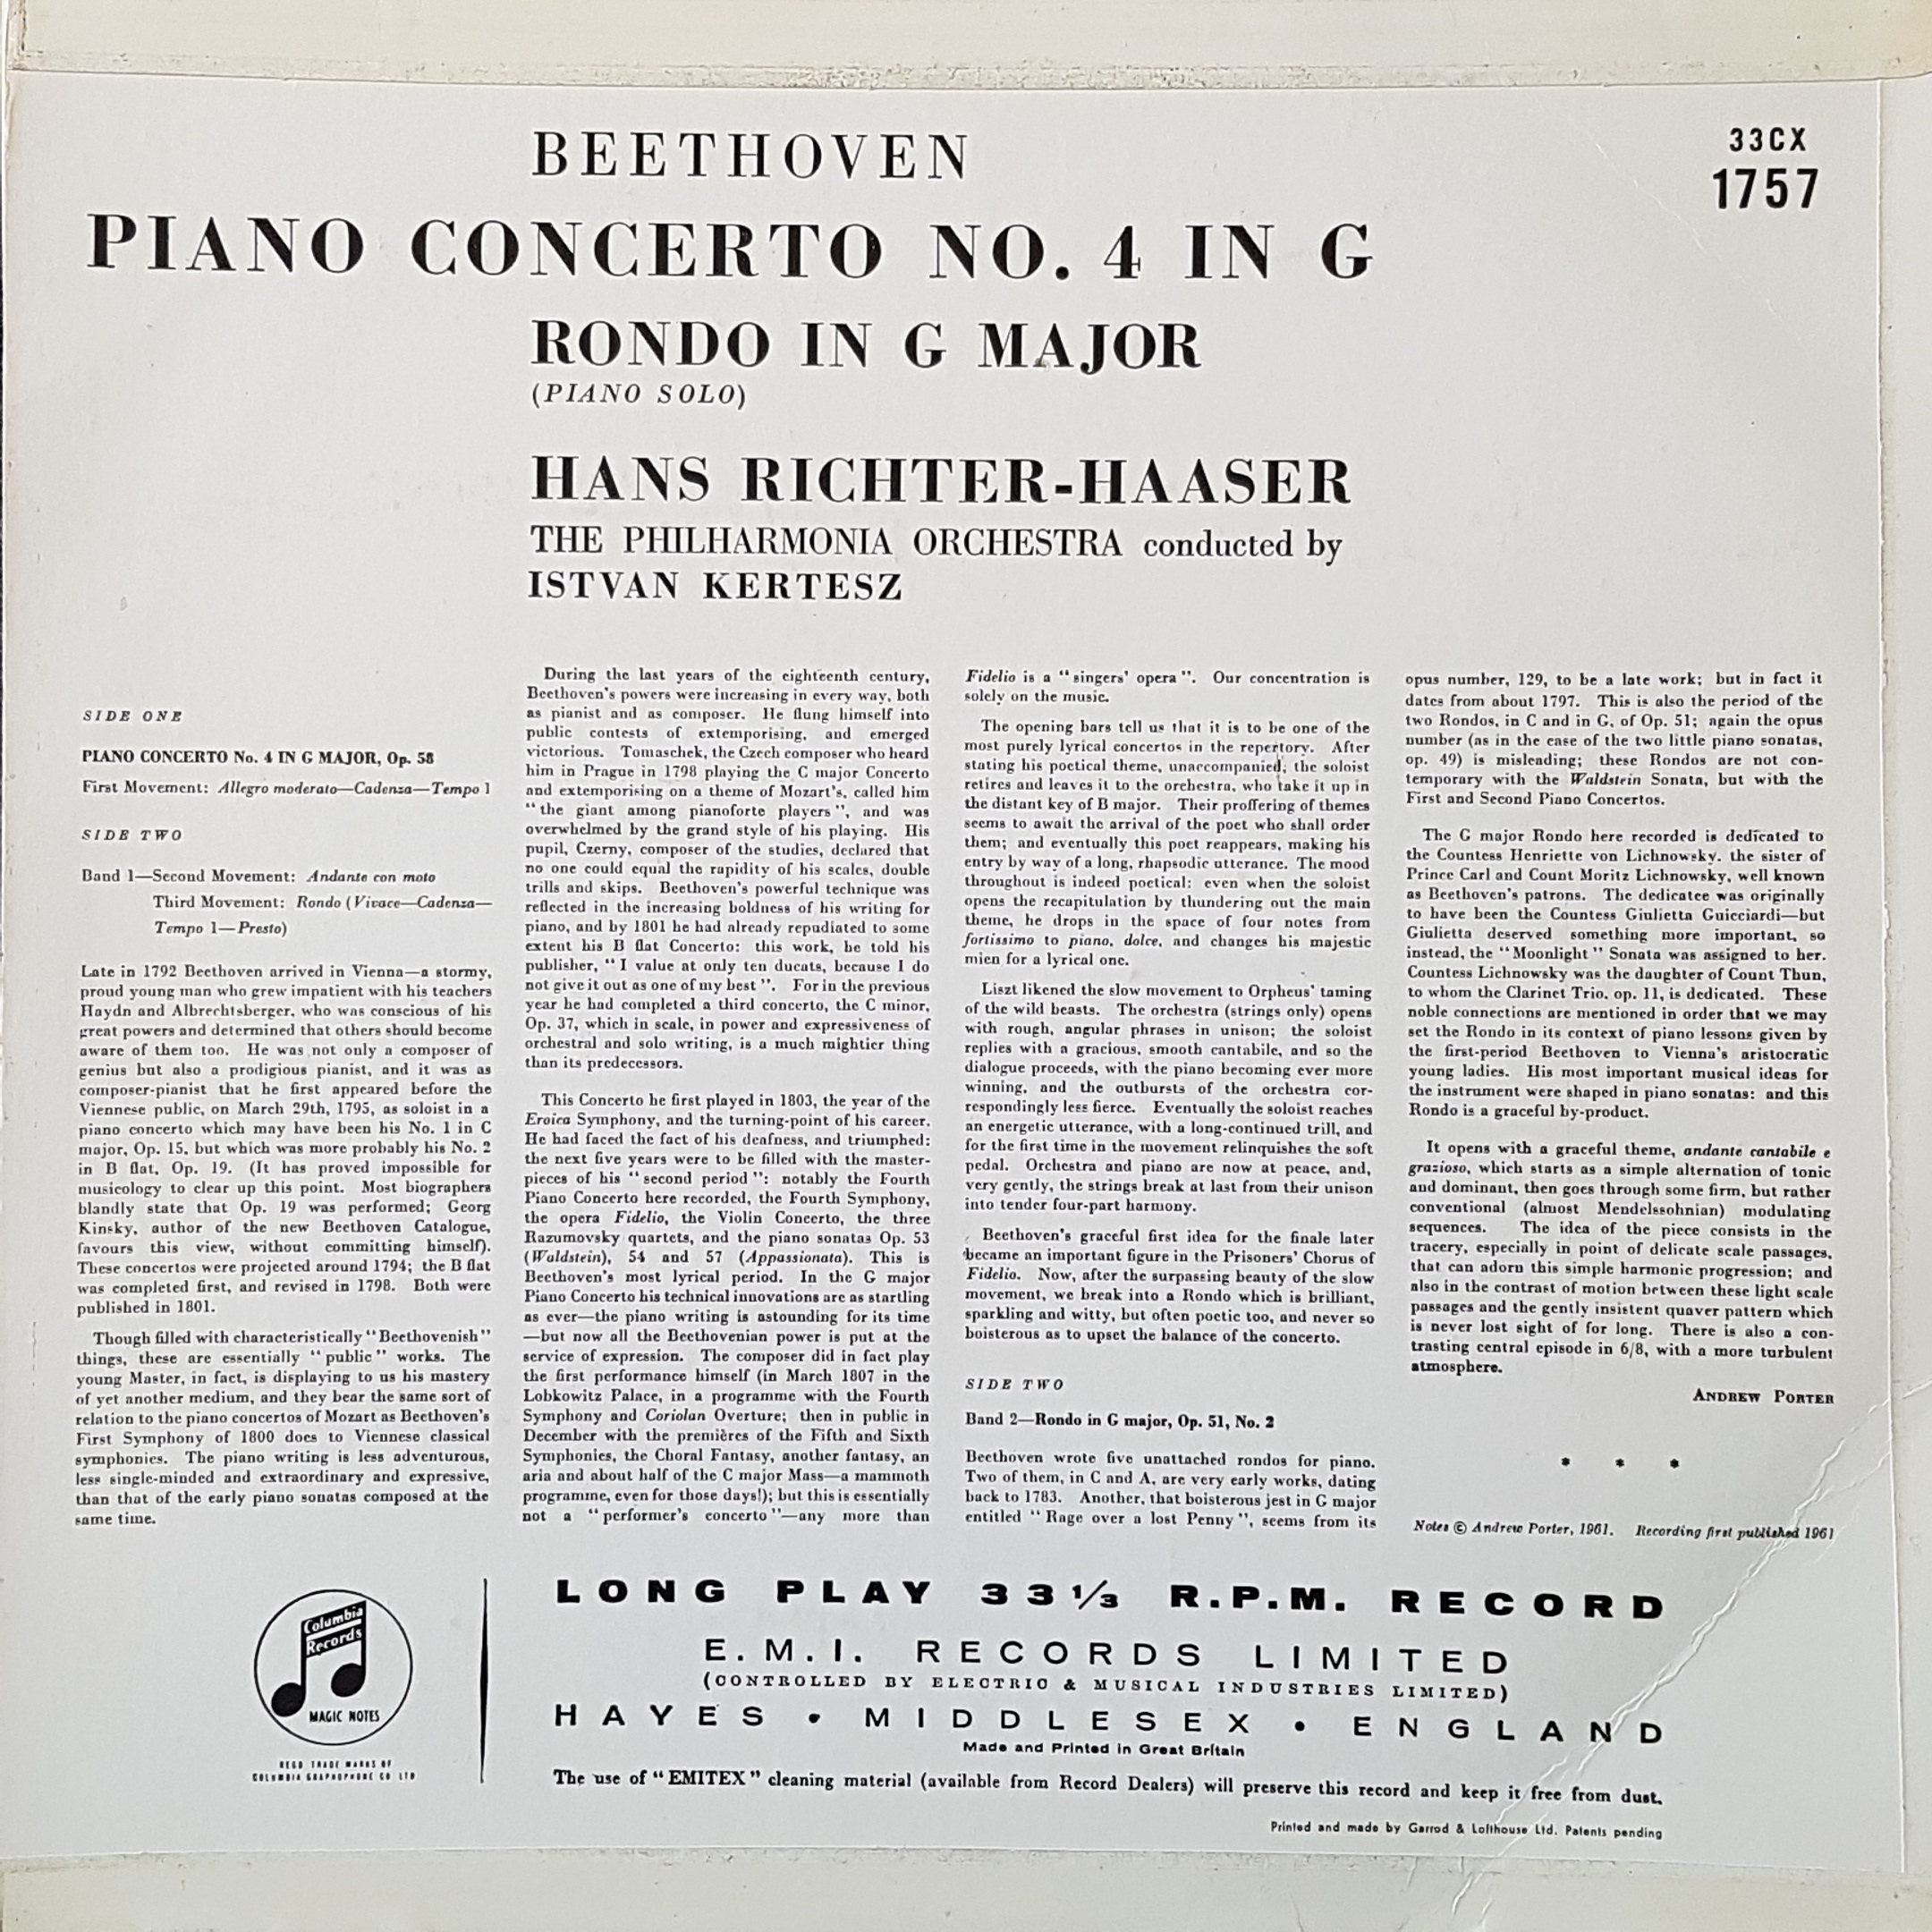 BEETHOVEN
33CX
1757
PIANO CONCERTO NO. 4 IN G
RONDO IN G MAJOR
(PIANO SOLO)
HANS RICHTER-HAASER
THE PHILHARMONIA ORCHESTRA conducted by
ISTVAN KERTESZ
SIDE ONE
PIANO CONCERTO No. 4 IN G MAJOR, Op. 58
First Movement: Allegro moderato—Cadenza—Tempo 1
SIDE TWO
Band 1—Second Movement: Andante con moto
Third Movement: Rondo (Vivace—Cadenza—
Tempo 1—Presto)
Late in 1792 Beethoven arrived in Vienna—a stormy,
proud young man who grew impatient with his teachers
Haydn and Albrechtsberger, who was conscious of his
great powers and determined that others should become
aware of them too. He was not only a composer of
genius but also a prodigious pianist, and it was as
composer-pianist that he first appeared before the
Viennese public, on March 29th, 1795, as soloist in a
piano concerto which may have been his No. 1 in C
major, Op. 15, but which was more probably his No. 2
in B flat, Op. 19. (It has proved impossible for
musicology to clear up this point. Most biographers
blandly state that Op. 19 was performed; Georg
Kinsky, author of the new Beethoven Catalogue,
favours this view, without committing himself).
These concertos were projected around 1794; the B flat
was completed first, and revised in 1798. Both were
published in 1801.
Though filled with characteristically "Beethovenish"
things, these are essentially "public" works. The
young Master, in fact, is displaying to us his mastery
of yet another medium, and they bear the same sort of
relation to the piano concertos of Mozart as Beethoven's
First Symphony of 1800 does to Viennese classical
symphonies. The piano writing is less adventurous,
less single-minded and extraordinary and expressive,
than that of the early piano sonatas composed at the
same time.
During the last years of the eighteenth century,
Beethoven's powers were increasing in every way, both
as pianist and as composer. He flung himself into
public contests of extemporising, and emerged
victorious. Tomaschek, the Czech composer who heard
him in Prague in 1798 playing the C major Concerto
and extemporising on a theme of Mozart's, called him
"the giant among pianoforte players", and was
overwhelmed by the grand style of his playing. His
pupil, Czerny, composer of the studies, declared that
no one could equal the rapidity of his scales, double
trills and skips. Beethoven's powerful technique was
reflected in the increasing boldness of his writing for
piano, and by 1801 he had already repudiated to some
extent his B flat Concerto: this work, he told his
publisher, "I value at only ten ducats, because I do
not give it out as one of my best". For in the previous
year he had completed a third concerto, the C minor,
Op. 37, which in scale, in power and expressiveness of
orchestral and solo writing, is a much mightier thing
than its predecessors.
This Concerto he first played in 1803, the year of the
Eroica Symphony, and the turning-point of his career.
He had faced the fact of his deafness, and triumphed:
the next five years were to be filled with the master-
pieces of his "second period": notably the Fourth
Piano Concerto here recorded, the Fourth Symphony,
the opera Fidelio, the Violin Concerto, the three
Razumovsky quartets, and the piano sonatas Op. 53
(Waldstein), 54 and 57 (Appassionata). This is
Beethoven's most lyrical period. In the G major
Piano Concerto his technical innovations are as startling
as ever—the piano writing is astounding for its time
—but now all the Beethovenian power is put at the
service of expression. The composer did in fact play
the first performance himself (in March 1807 in the
Lobkowitz Palace, in a programme with the Fourth
Symphony and Coriolan Overture; then in public in
December with the premières of the Fifth and Sixth
Symphonies, the Choral Fantasy, another fantasy, an
aria and about half of the C major Mass—a mammoth
programme, even for those days!); but this is essentially
not a "performer's concerto"—any more than
Fidelio is a "singers' opera". Our concentration is
solely on the music.
The opening bars tell us that it is to be one of the
most purely lyrical concertos in the repertory. After
stating his poetical theme, unaccompanied, the soloist
retires and leaves it to the orchestra, who take it up in
the distant key of B major. Their proffering of themes
seems to await the arrival of the poet who shall order
them; and eventually this poet reappears, making his
entry by way of a long, rhapsodic utterance. The mood
throughout is indeed poetical: even when the soloist
opens the recapitulation by thundering out the main
theme, he drops in the space of four notes from
fortissimo to piano, dolce, and changes his majestic
mien for a lyrical one.
Liszt likened the slow movement to Orpheus' taming
of the wild beasts. The orchestra (strings only) opens
with rough, angular phrases in unison; the soloist
replies with a gracious, smooth cantabile, and so the
dialogue proceeds, with the piano becoming ever more
winning, and the outbursts of the orchestra cor-
respondingly less fierce. Eventually the soloist reaches
an energetic utterance, with a long-continued trill, and
for the first time in the movement relinquishes the soft
pedal. Orchestra and piano are now at peace, and,
very gently, the strings break at last from their unison
into tender four-part harmony.
Beethoven's graceful first idea for the finale later
became an important figure in the Prisoners' Chorus of
Fidelio. Now, after the surpassing beauty of the slow
movement, we break into a Rondo which is brilliant,
sparkling and witty, but often poetic too, and never so
boisterous as to upset the balance of the concerto.
SIDE TWO
Band 2—Rondo in G major, Op. 51, No. 2
Beethoven wrote five unattached rondos for piano.
Two of them, in C and A, are very early works, dating
back to 1783. Another, that boisterous jest in G major
entitled "Rage over a lost Penny", seems from its
opus number, 129, to be a late work; but in fact it
dates from about 1797. This is also the period of the
two Rondos, in C and in G, of Op. 51; again the opus
number (as in the case of the two little piano sonatas,
op. 49) is misleading; these Rondos are not con-
temporary with the Waldstein Sonata, but with the
First and Second Piano Concertos.
The G major Rondo here recorded is dedicated to
the Countess Henriette von Lichnowsky, the sister of
Prince Carl and Count Moritz Lichnowsky, well known
as Beethoven's patrons. The dedicatee was originally
to have been the Countess Giulietta Guicciardi—but
Giulietta deserved something more important, so
instead, the "Moonlight" Sonata was assigned to her.
Countess Lichnowsky was the daughter of Count Thun,
to whom the Clarinet Trio, op. 11, is dedicated. These
noble connections are mentioned in order that we may
set the Rondo in its context of piano lessons given by
the first-period Beethoven to Vienna's aristocratic
young ladies. His most important musical ideas for
the instrument were shaped in piano sonatas: and this
Rondo is a graceful by-product.
It opens with a graceful theme, andante cantabile e
grazioso, which starts as a simple alternation of tonic
and dominant, then goes through some firm, but rather
conventional (almost Mendelssohnian) modulating
sequences. The idea of the piece consists in the
tracery, especially in point of delicate scale passages,
that can adorn this simple harmonic progression; and
also in the contrast of motion between these light scale
passages and the gently insistent quaver pattern which
is never lost sight of for long. There is also a con-
trasting central episode in 6/8, with a more turbulent
atmosphere.
ANDREW PORTER
* * *
Notes © Andrew Porter, 1961. Recording first published 1961
Columbia
Records
MAGIC NOTES
REGD TRADE MARKS OF
COLUMBIA GRAPHOPHONE CO LTD
LONG PLAY 33⅓ R.P.M. RECORD
E.M.I. RECORDS LIMITED
(CONTROLLED BY ELECTRIC & MUSICAL INDUSTRIES LIMITED)
HAYES • MIDDLESEX • ENGLAND
Made and Printed in Great Britain
The use of "EMITEX" cleaning material (available from Record Dealers) will preserve this record and keep it free from dust.
Printed and made by Garrod & Lofthouse Ltd. Patents pending